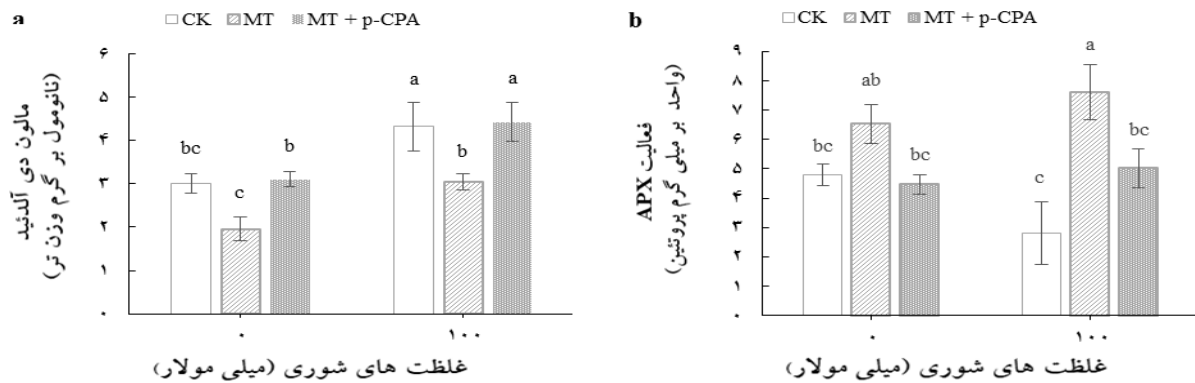 a
CK MT MT + p-CPA
مالون دی آلدئید
(نانومول بر گرم وزن تر)
۶
۵
۴
۳
۲
۱
۰
bc
c
b
a
b
a
۰ ۱۰۰
غلظت های شوری (میلی مولار)
b
CK MT MT + p-CPA
فعالیت APX
(واحد بر میلی گرم پروتئین)
۹
۸
۷
۶
۵
۴
۳
۲
۱
۰
bc
ab
bc
c
a
bc
۰ ۱۰۰
غلظت های شوری (میلی مولار)